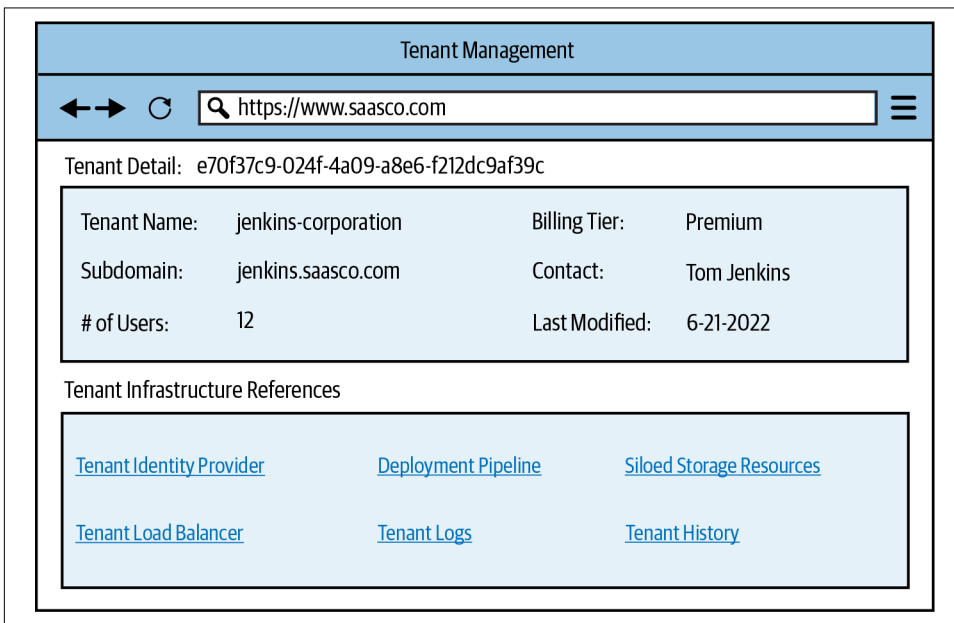 Tenant Management
https://www.saasco.com
Tenant Detail: e70f37c9-024f-4a09-a8e6-f212dc9af39c
Tenant Name: jenkins-corporation Billing Tier: Premium
Subdomain: jenkins.saasco.com Contact: Tom Jenkins
# of Users: 12 Last Modified: 6-21-2022
Tenant Infrastructure References
Tenant Identity Provider Deployment Pipeline Siloed Storage Resources
Tenant Load Balancer Tenant Logs Tenant History